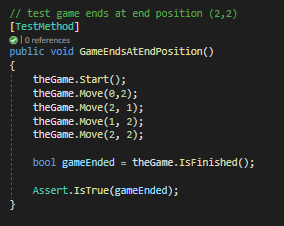 // test game ends at end position (2,2)
[TestMethod]
| 0 references
public void GameEndsAtEndPosition()
{
theGame.Start();
theGame.Move(0,2);
theGame.Move(2, 1);
theGame.Move(1, 2);
theGame.Move(2, 2);
bool gameEnded = theGame.IsFinished();
Assert.IsTrue(gameEnded);
}